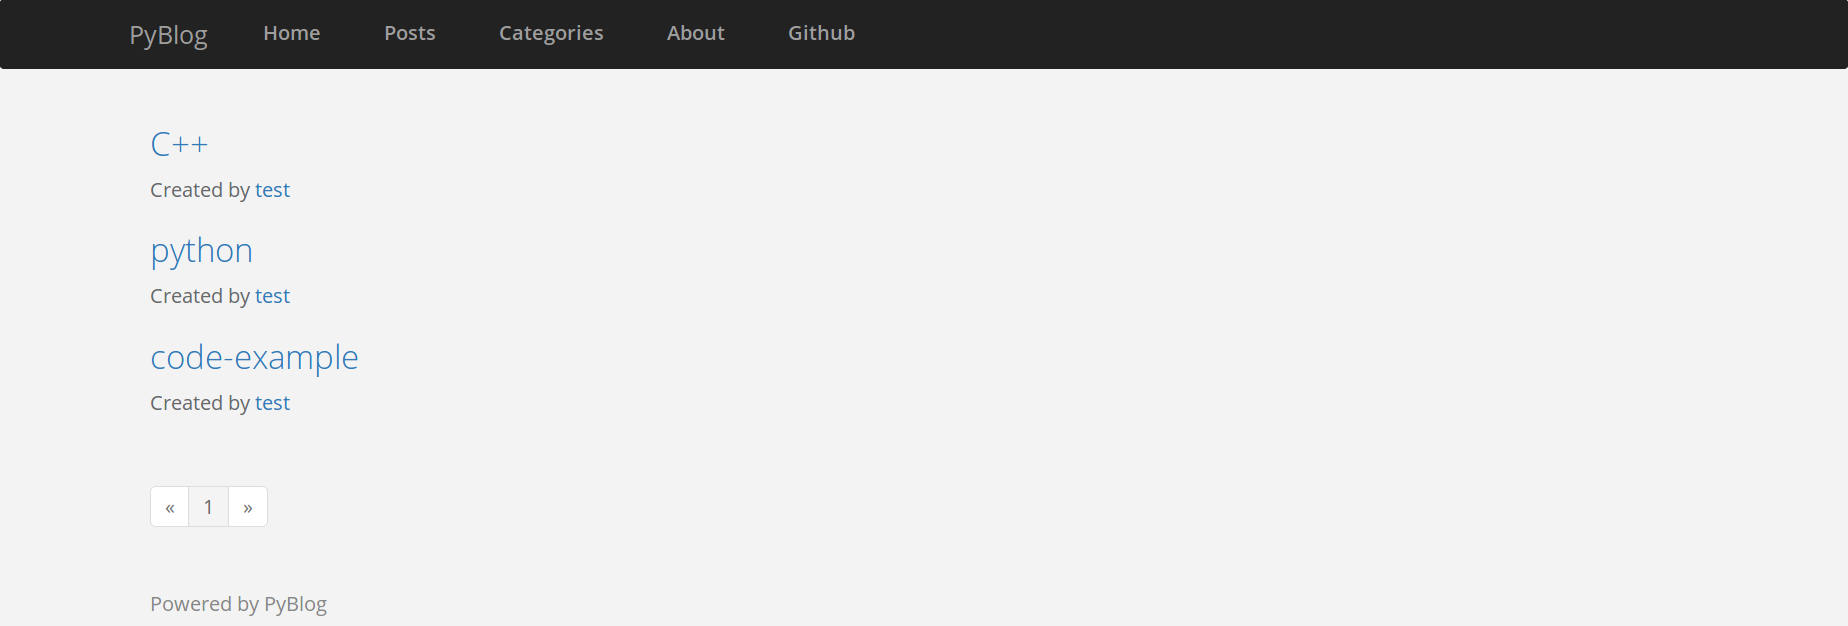 PyBlog Home Posts Categories About Github
C++
Created by test
python
Created by test
code-example
Created by test
« 1 »
Powered by PyBlog